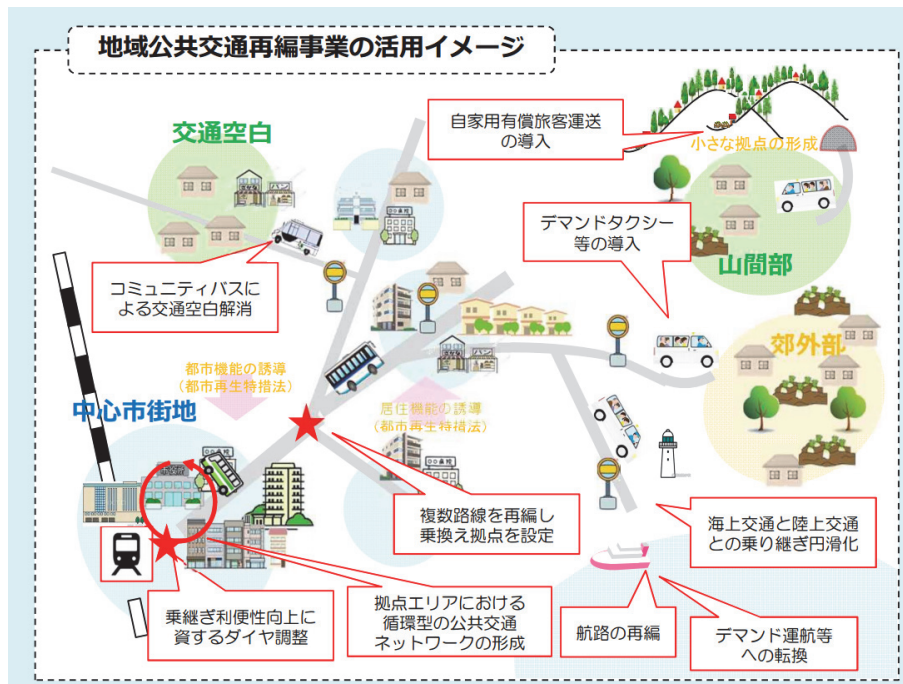 地域公共交通再編事業の活用イメージ
交通空白
自家用有償旅客運送
の導入
小さな拠点の形成
デマンドタクシー
等の導入
山間部
コミュニティバスに
よる交通空白解消
郊外部
都市機能の誘導
(都市再生特措法)
中心市街地
居住機能の誘導
(都市再生特措法)
複数路線を再編し
乗換え拠点を設定
海上交通と陸上交通
との乗り継ぎ円滑化
乗継ぎ利便性向上に
資するダイヤ調整
拠点エリアにおける
循環型の公共交通
ネットワークの形成
航路の再編
デマンド運航等
への転換